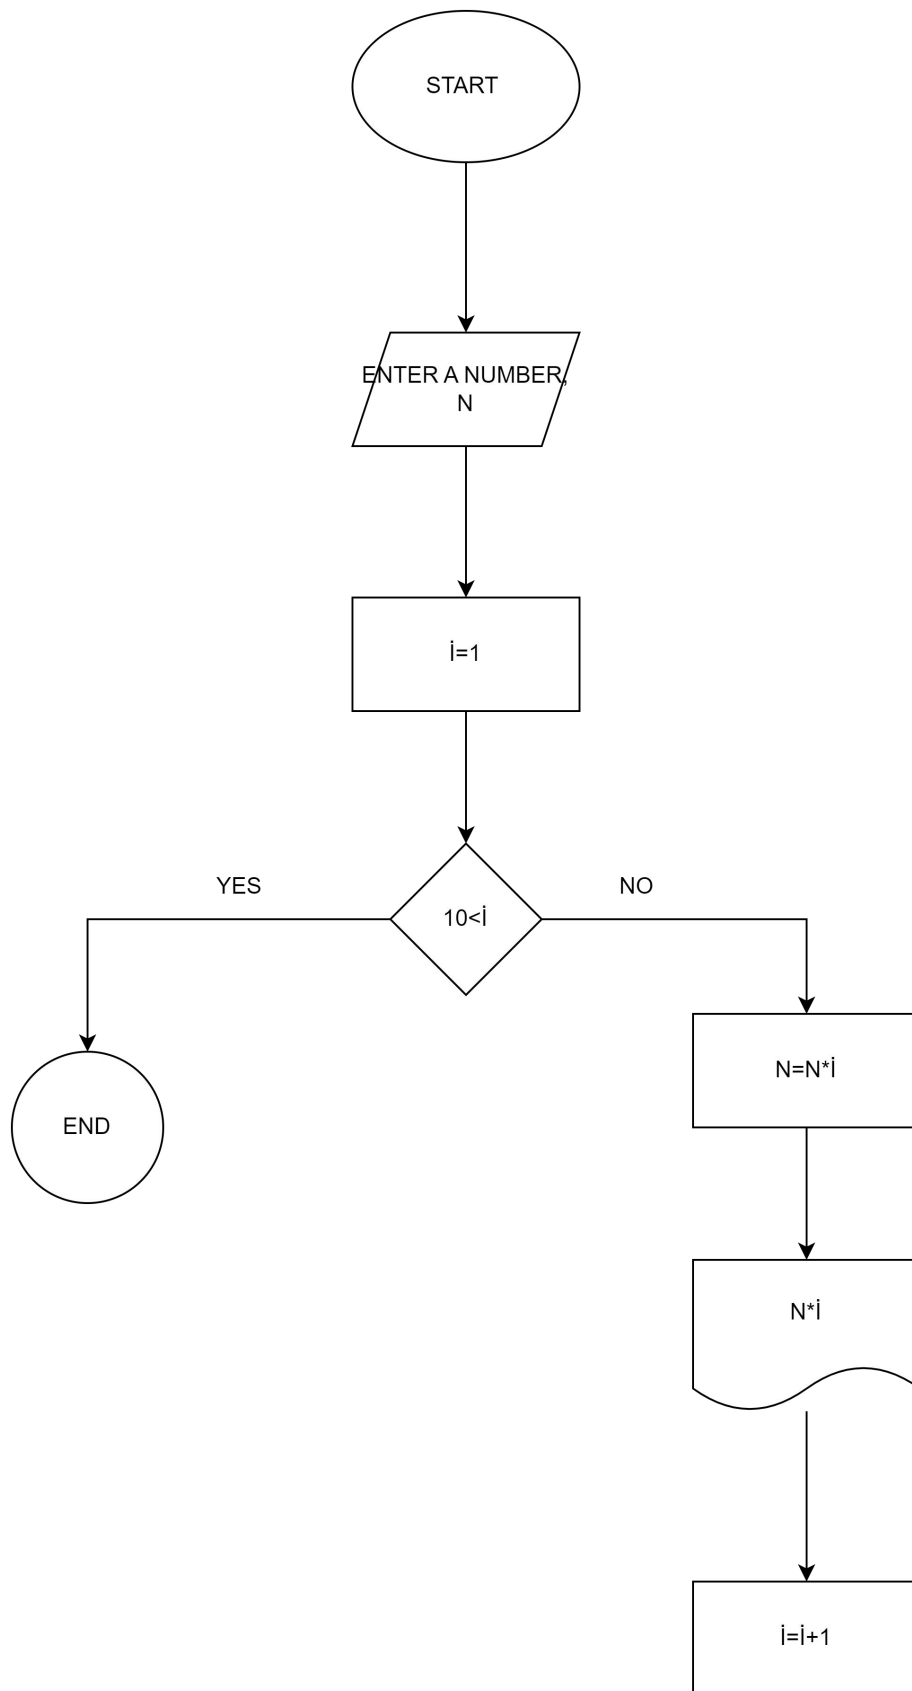 START
ENTER A NUMBER,
N
İ=1
YES
10<İ
NO
N=N*İ
END
N*İ
İ=İ+1